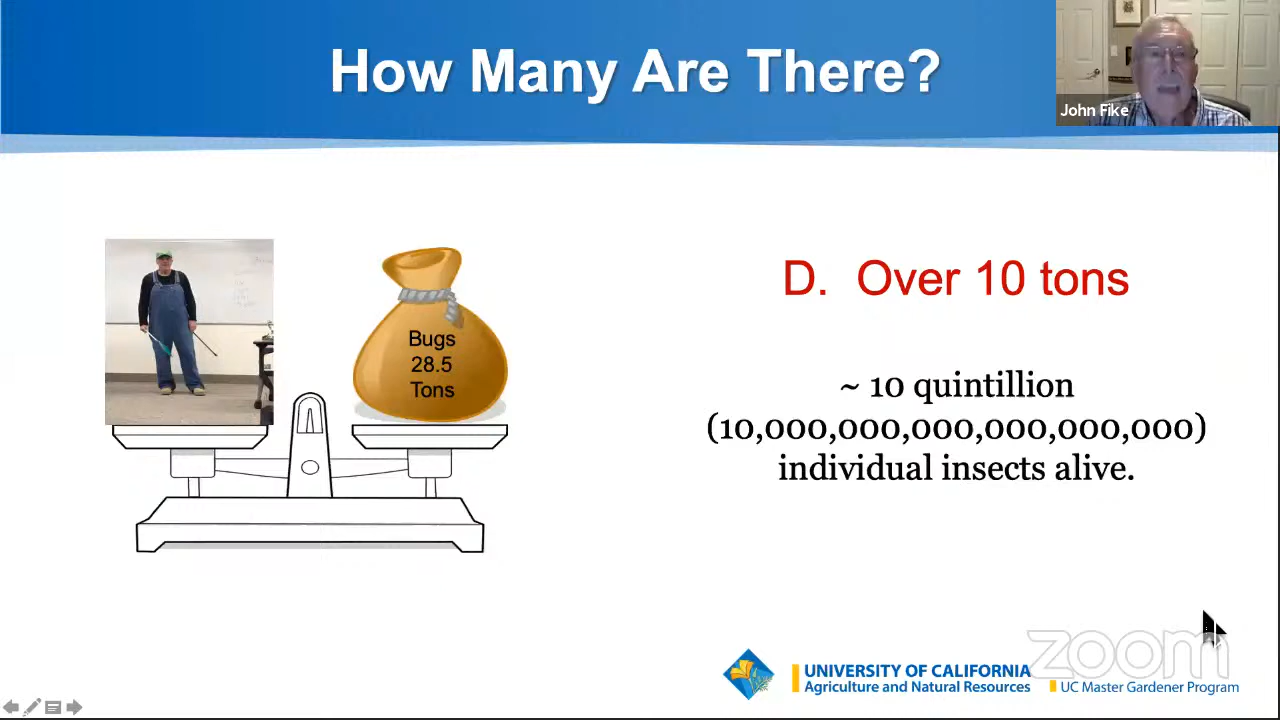 How Many Are There?
John Fike
Bugs
28.5
Tons
D. Over 10 tons
~ 10 quintillion
(10,000,000,000,000,000,000)
individual insects alive.
zoom
UNIVERSITY OF CALIFORNIA
Agriculture and Natural Resources
UC Master Gardener Program